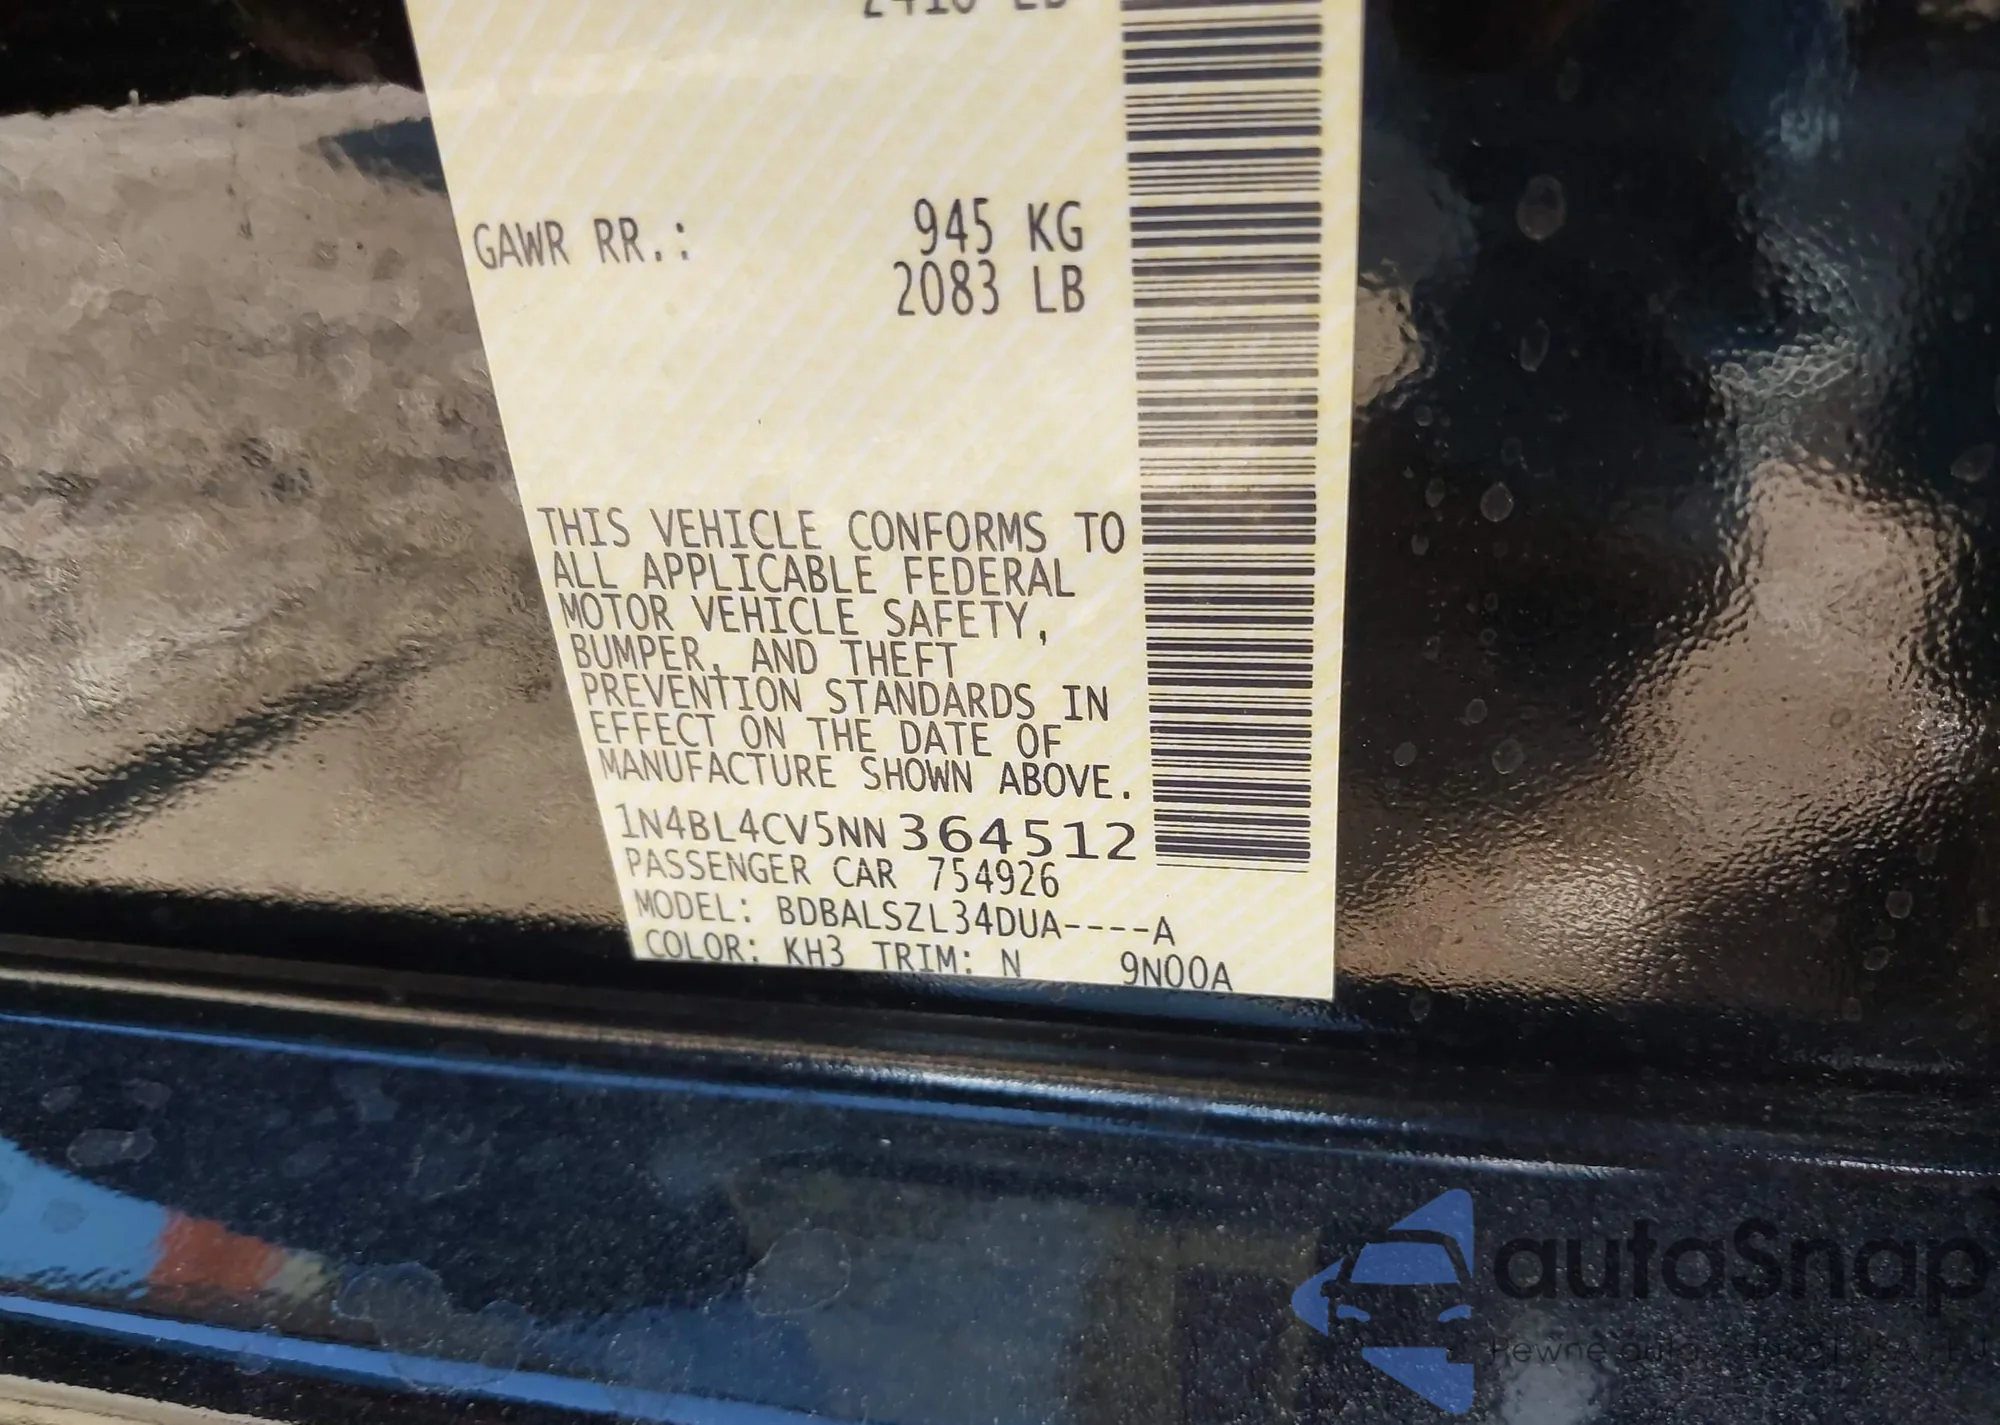 GAWR RR.: 945 KG
2083 LB
THIS VEHICLE CONFORMS TO
ALL APPLICABLE FEDERAL
MOTOR VEHICLE SAFETY,
BUMPER, AND THEFT
PREVENTION STANDARDS IN
EFFECT ON THE DATE OF
MANUFACTURE SHOWN ABOVE.
1N4BL4CV5NN364512
PASSENGER CAR 754926
MODEL: BDBALSZL34DUA----A
COLOR: KH3 TRIM: N 9N00A
autoSnap